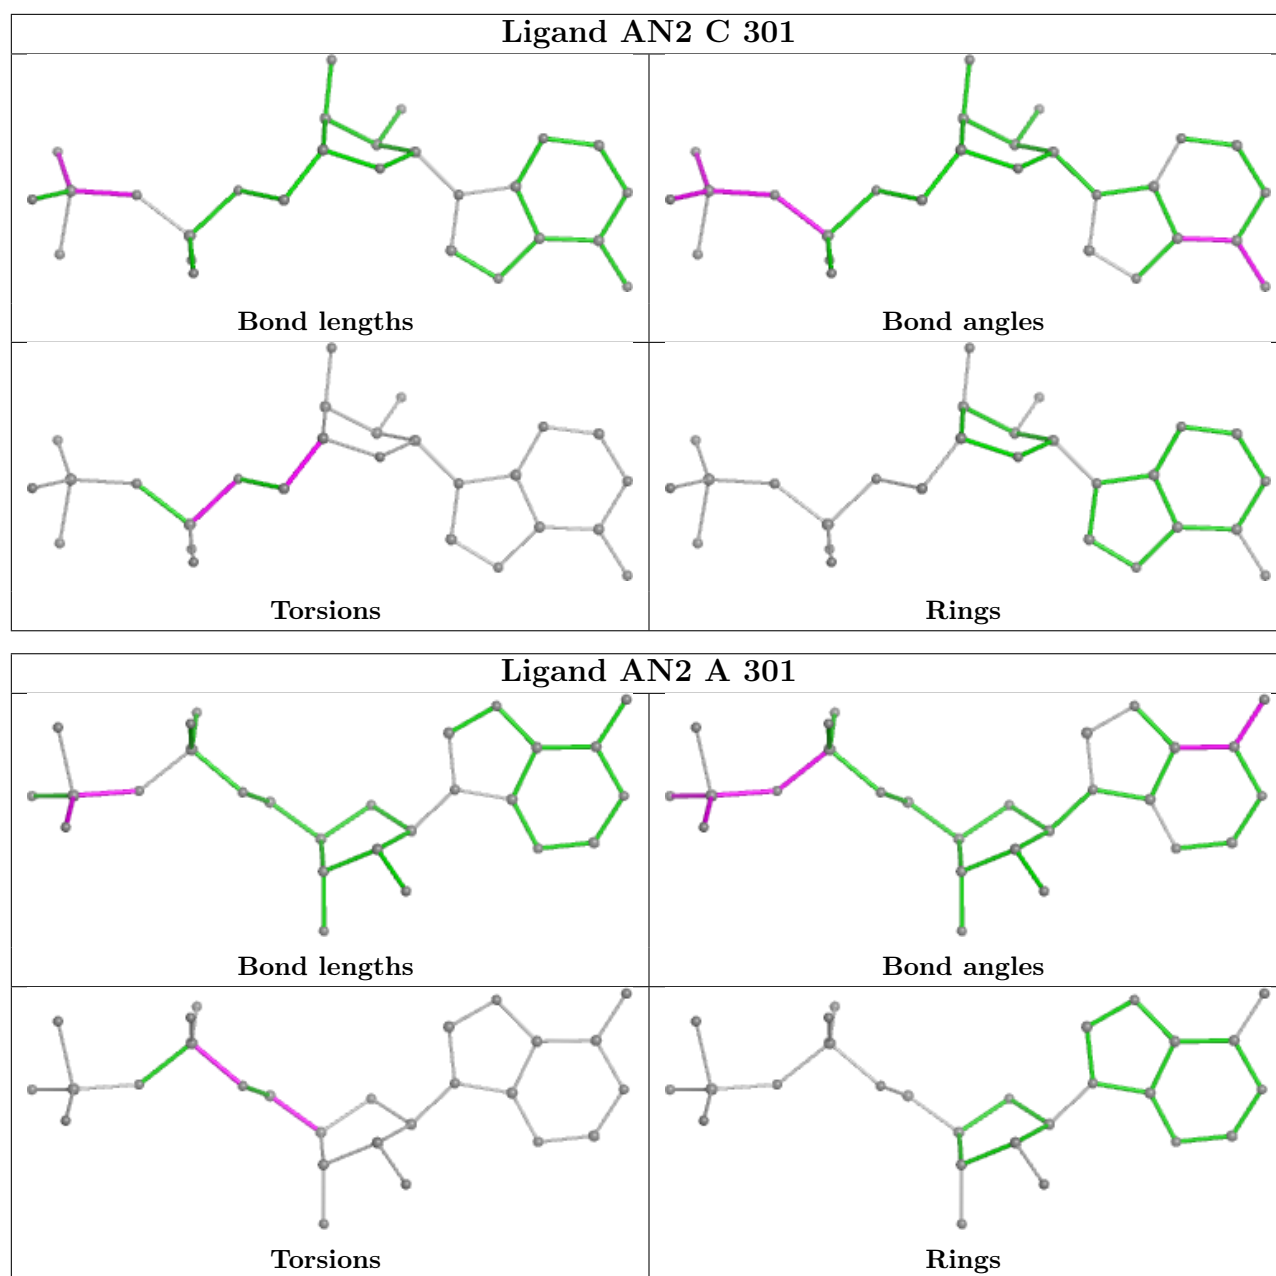 Ligand AN2 C 301
Bond lengths
Bond angles
Torsions
Rings
Ligand AN2 A 301
Bond lengths
Bond angles
Torsions
Rings